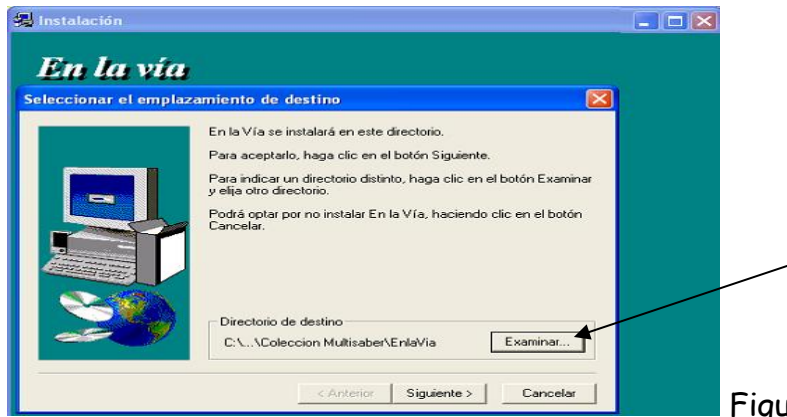 Instalación
En la vía
Seleccionar el emplazamiento de destino
En la Vía se instalará en este directorio.
Para aceptarlo, haga clic en el botón Siguiente.
Para indicar un directorio distinto, haga clic en el botón Examinar
y elija otro directorio.
Podrá optar por no instalar En la Vía, haciendo clic en el botón
Cancelar.
Directorio de destino
C:\...\Coleccion Multisaber\EnlaVia
Examinar...
< Anterior
Siguiente >
Cancelar
Figu